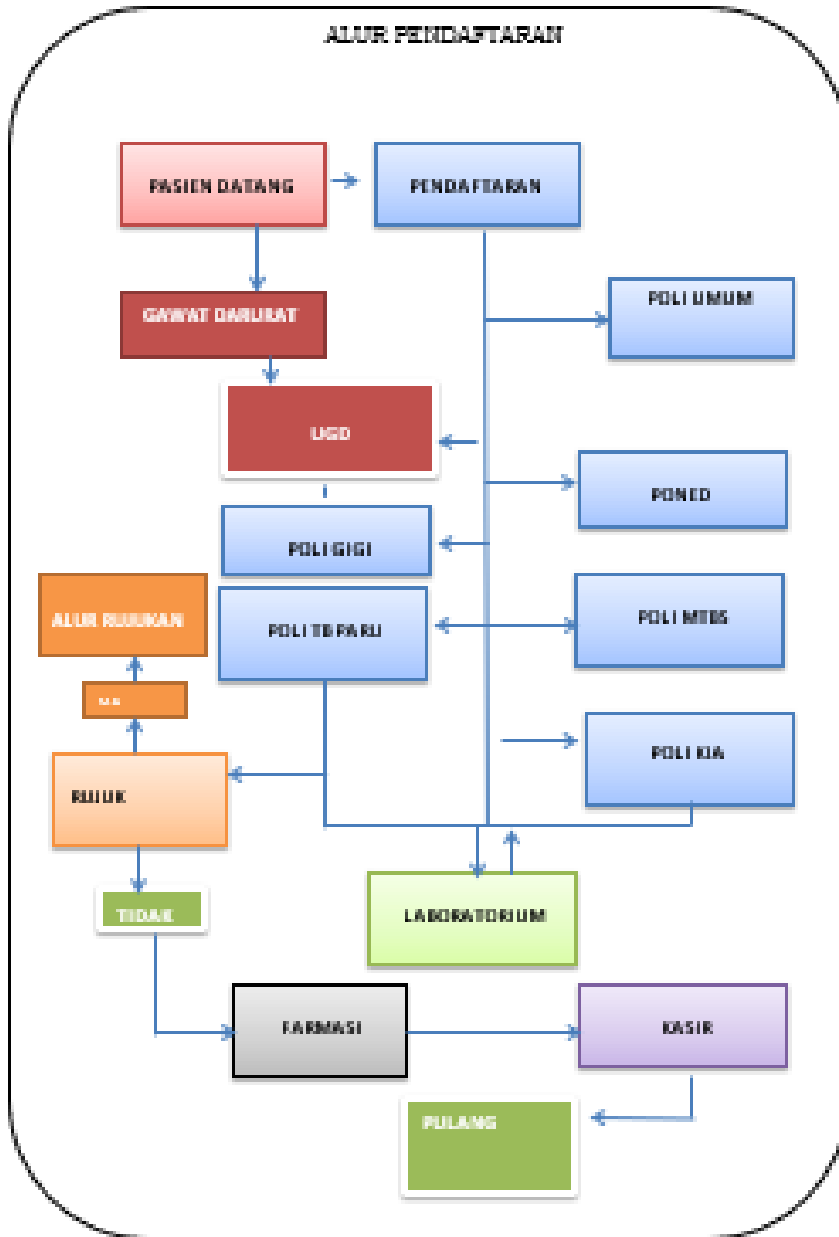 ALUR PENDAFTARAN
PASIEN DATANG
PENDAFTARAN
GAWAT DARURAT
POLI UMUM
UGD
PONED
POLI GIGI
ALUR RUJUKAN
POLI TB PARU
POLI MTBS
POLI KIA
RUJUK
TIDAK
LABORATORIUM
FARMASI
KASIR
PULANG